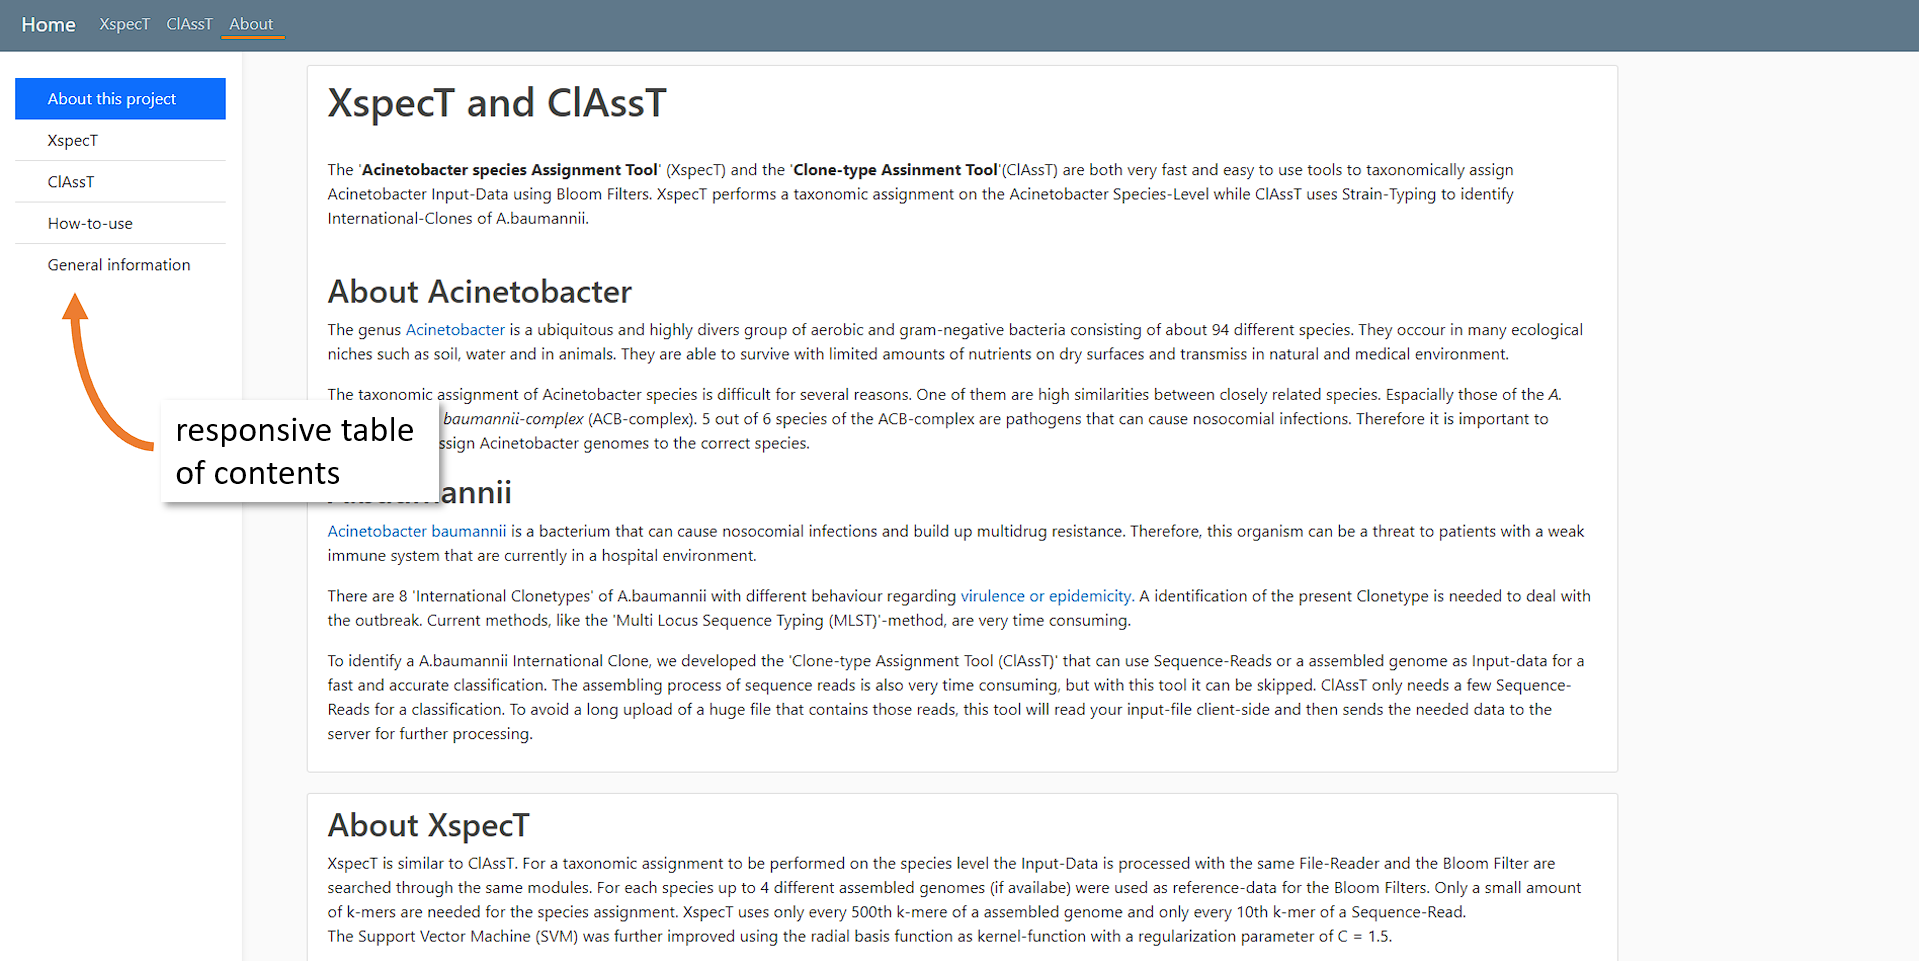 Home XspecT ClAssT About
About this project
XspecT
ClAssT
How-to-use
General information
responsive table
of contents
XspecT and ClAssT
The 'Acinetobacter species Assignment Tool' (XspecT) and the 'Clone-type Assinment Tool'(ClAssT) are both very fast and easy to use tools to taxonomically assign
Acinetobacter Input-Data using Bloom Filters. XspecT performs a taxonomic assignment on the Acinetobacter Species-Level while ClAssT uses Strain-Typing to identify
International-Clones of A.baumannii.
About Acinetobacter
The genus Acinetobacter is a ubiquitous and highly divers group of aerobic and gram-negative bacteria consisting of about 94 different species. They occour in many ecological
niches such as soil, water and in animals. They are able to survive with limited amounts of nutrients on dry surfaces and transmiss in natural and medical environment.
The taxonomic assignment of Acinetobacter species is difficult for several reasons. One of them are high similarities between closely related species. Espacially those of the A.
baumannii-complex (ACB-complex). 5 out of 6 species of the ACB-complex are pathogens that can cause nosocomial infections. Therefore it is important to
Acinetobacter genomes to the correct species.
Acinetobacter baumannii is a bacterium that can cause nosocomial infections and build up multidrug resistance. Therefore, this organism can be a threat to patients with a weak
immune system that are currently in a hospital environment.
There are 8 'International Clonetypes' of A.baumannii with different behaviour regarding virulence or epidemicity. A identification of the present Clonetype is needed to deal with
the outbreak. Current methods, like the 'Multi Locus Sequence Typing (MLST)'-method, are very time consuming.
To identify a A.baumannii International Clone, we developed the 'Clone-type Assignment Tool (ClAssT)' that can use Sequence-Reads or a assembled genome as Input-data for a
fast and accurate classification. The assembling process of sequence reads is also very time consuming, but with this tool it can be skipped. ClAssT only needs a few Sequence-
Reads for a classification. To avoid a long upload of a huge file that contains those reads, this tool will read your input-file client-side and then sends the needed data to the
server for further processing.
About XspecT
XspecT is similar to ClAssT. For a taxonomic assignment to be performed on the species level the Input-Data is processed with the same File-Reader and the Bloom Filter are
searched through the same modules. For each species up to 4 different assembled genomes (if availabe) were used as reference-data for the Bloom Filters. Only a small amount
of k-mers are needed for the species assignment. XspecT uses only every 500th k-mere of a assembled genome and only every 10th k-mer of a Sequence-Read.
The Support Vector Machine (SVM) was further improved using the radial basis function as kernel-function with a regularization parameter of C = 1.5.